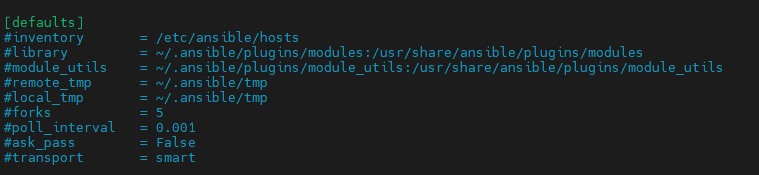 [defaults]
#inventory       = /etc/ansible/hosts
#library         = ~/.ansible/plugins/modules:/usr/share/ansible/plugins/modules
#module_utils    = ~/.ansible/plugins/module_utils:/usr/share/ansible/plugins/module_utils
#remote_tmp      = ~/.ansible/tmp
#local_tmp       = ~/.ansible/tmp
#forks           = 5
#poll_interval   = 0.001
#ask_pass        = False
#transport       = smart